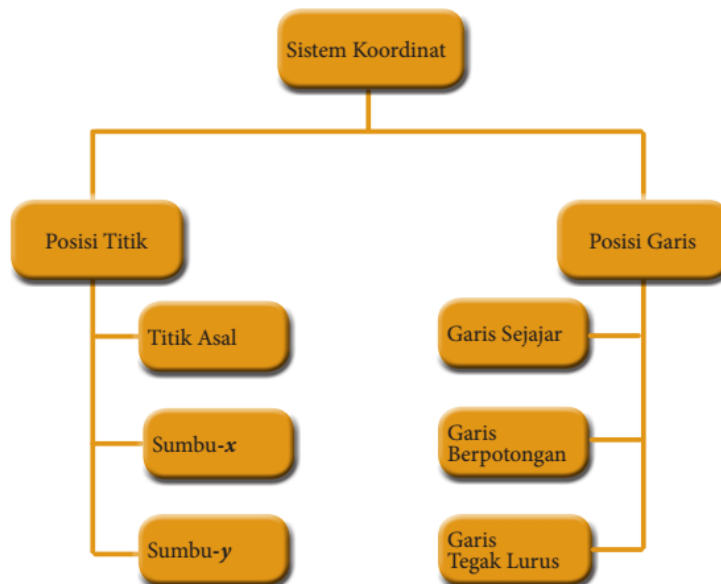 Sistem Koordinat
Posisi Titik
Titik Asal
Sumbu-x
Sumbu-y
Posisi Garis
Garis Sejajar
Garis
Berpotongan
Garis
Tegak Lurus